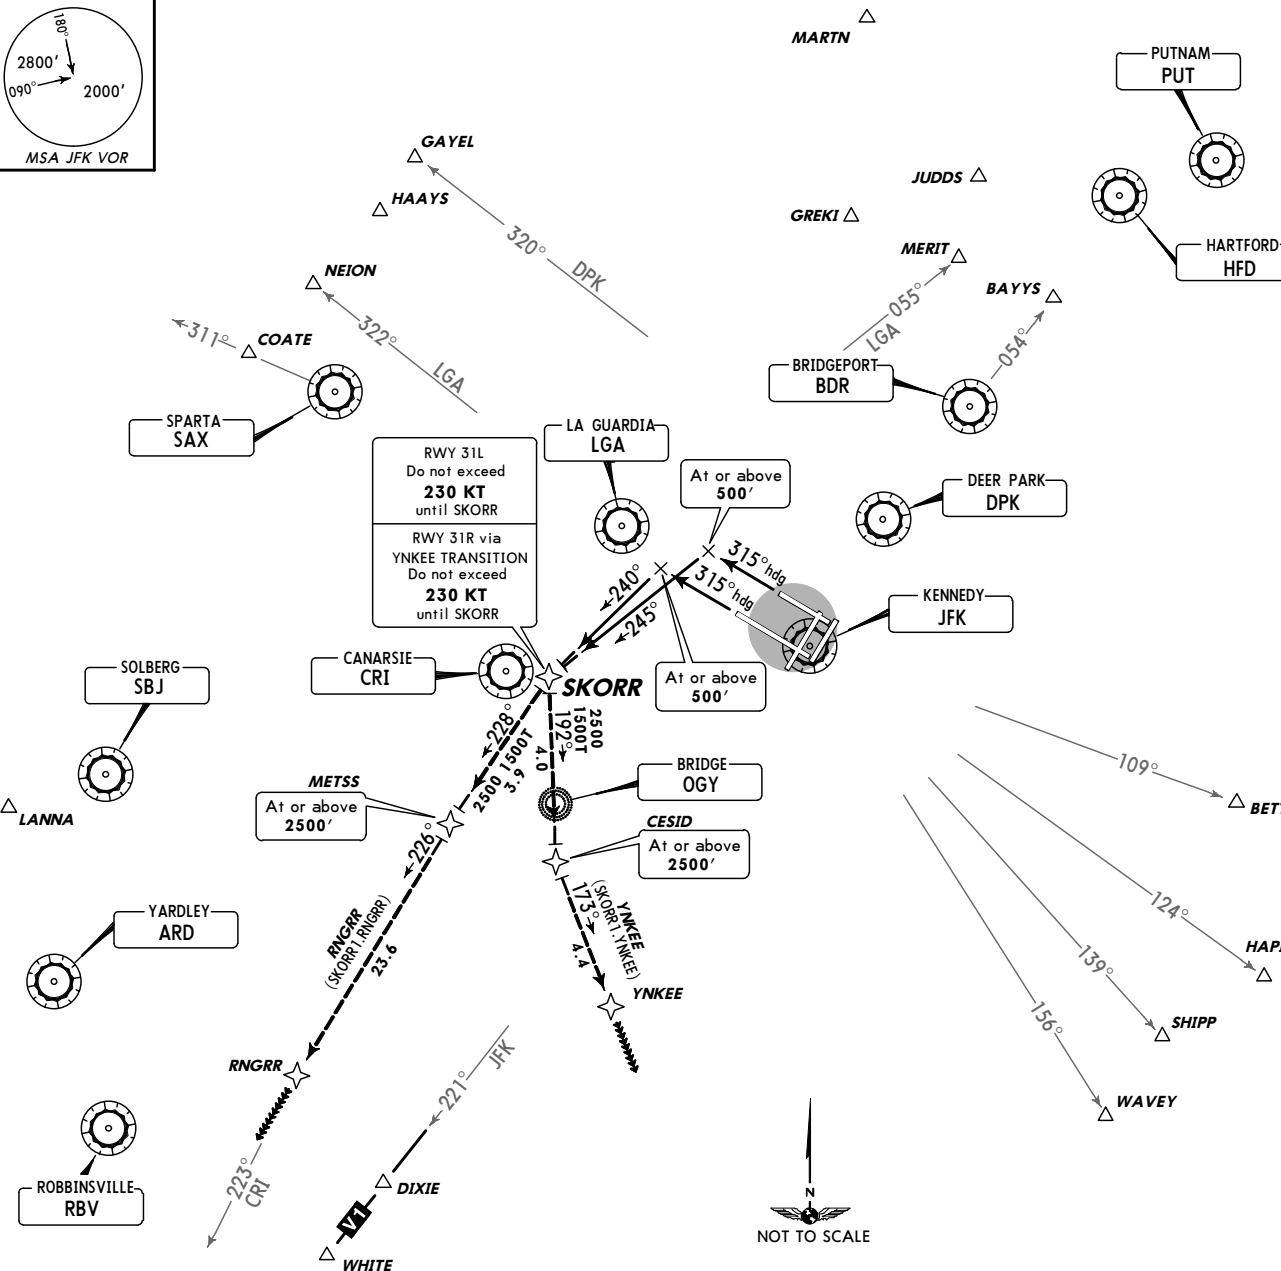 180°
2800'
090°
2000'
MSA JFK VOR
MARTN
PUTNAM
PUT
GAYEL
HAAYS
JUDDS
GREKI
HARTFORD
HFD
320°
DPK
MERIT
NEION
BAYYS
055°
LGA
311°
COATE
322°
LGA
054°
BRIDGEPORT
BDR
SPARTA
SAX
LA GUARDIA
LGA
RWY 31L
Do not exceed
230 KT
until SKORR
RWY 31R via
YNKEE TRANSITION
Do not exceed
230 KT
until SKORR
At or above
500'
DEER PARK
DPK
315°hdg
315°hdg
240°
245°
KENNEDY
JFK
CANARSIE
CRI
SKORR
At or above
500'
SOLBERG
SBJ
228°
2500 1500T
3.9
192°
2500
1500T
4.0
BRIDGE
OGY
109°
METSS
At or above
2500'
LANNA
BET
CESID
At or above
2500'
226°
RNGRR
(SKORR1.RNGRR)
23.6
173°
YNKEE
(SKORR1.YNKEE)
4.4
YARDLEY
ARD
124°
139°
HAP
156°
YNKEE
SHIPP
RNGRR
221°
JFK
WAVEY
223°
CRI
ROBBINSVILLE
RBV
DIXIE
V1
WHITE
N
NOT TO SCALE